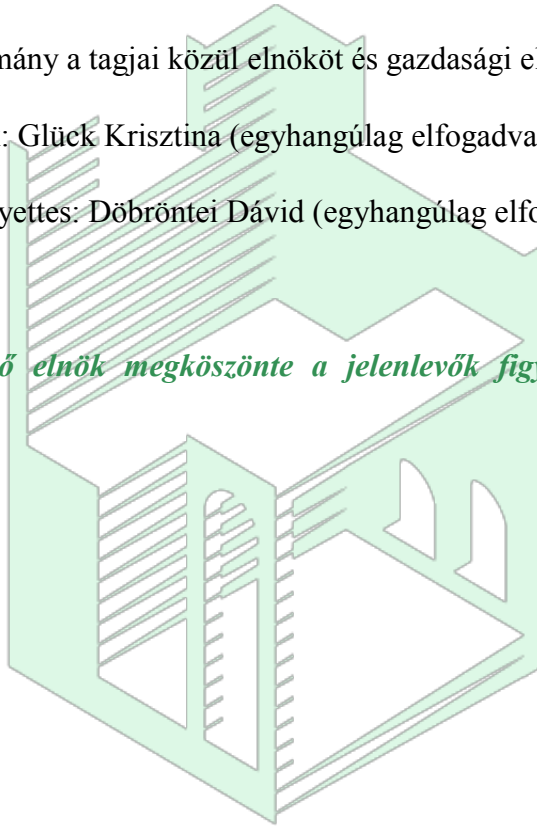 mány a tagjai közül elnököt és gazdasági el
: Glück Krisztina (egyhangúlag elfogadva
yettes: Döbröntei Dávid (egyhangúlag elfo
ő elnök megköszönte a jelenlevők figy